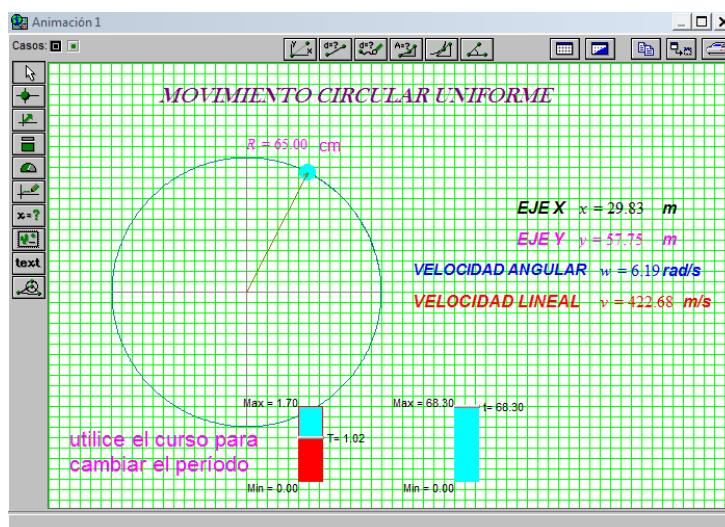 Animación 1
Casos:
y x d=? d=? A=?
x=?
text
MOVIMIENTO CIRCULAR UNIFORME
R = 65.00 cm
EJE X x = 29.83 m
EJE Y y = 57.75 m
VELOCIDAD ANGULAR w = 6.19 rad/s
VELOCIDAD LINEAL v = 422.68 m/s
Max = 1.70
T= 1.02
Min = 0.00
Max = 68.30
t= 68.30
Min = 0.00
utilice el curso para
cambiar el período